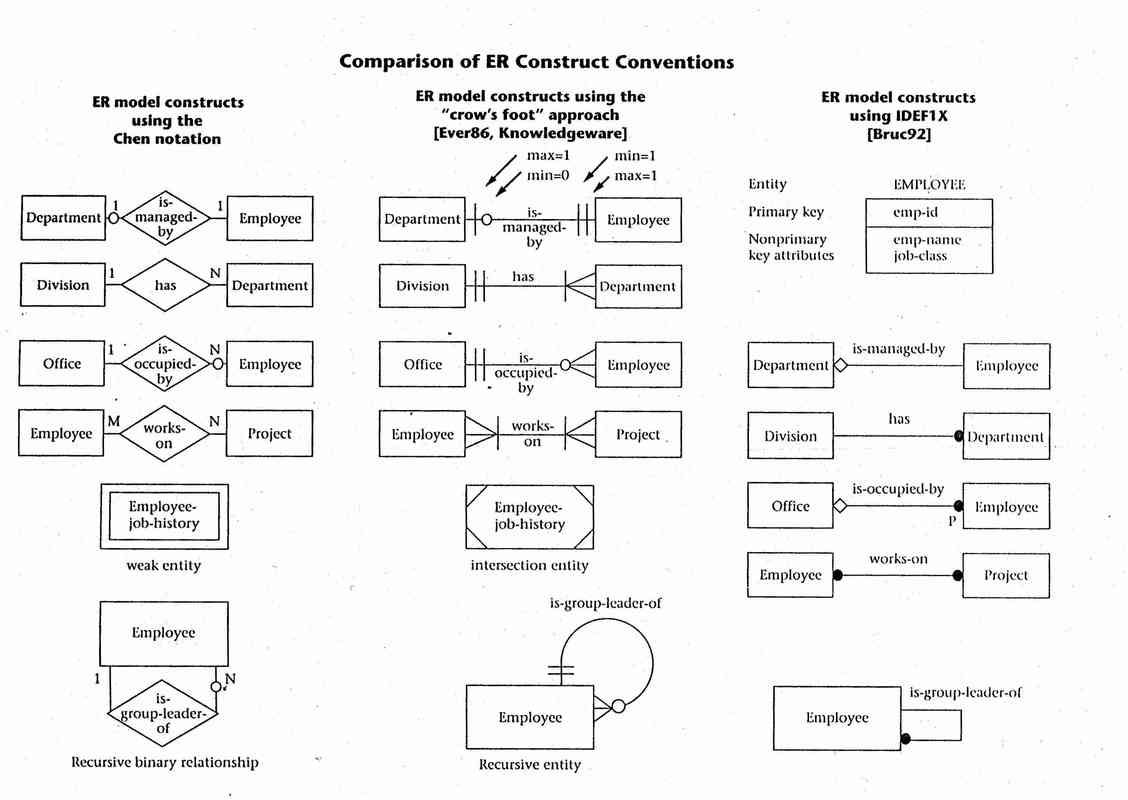 Comparison of ER Construct Conventions
ER model constructs
using the
Chen notation
Department
1
is-
managed-
by
1
Employee
Division
1
has
N
Department
Office
1
is-
occupied-
by
N
Employee
Employee
M
works-
on
N
Project
Employee-
job-history
weak entity
Employee
1
N
is-
group-leader-
of
Recursive binary relationship
ER model constructs using the
"crow's foot" approach
[Ever86, Knowledgeware]
max=1
min=0
min=1
max=1
Department
is-
managed-
by
Employee
Division
has
Department
Office
is-
occupied-
by
Employee
Employee
works-
on
Project
Employee-
job-history
intersection entity
is-group-leader-of
Employee
Recursive entity
ER model constructs
using IDEF1X
[Bruc92]
Entity
EMPLOYEE
Primary key
emp-id
Nonprimary
key attributes
emp-name
job-class
Department
is-managed-by
Employee
Division
has
Department
Office
is-occupied-by
P
Employee
Employee
works-on
Project
Employee
is-group-leader-of